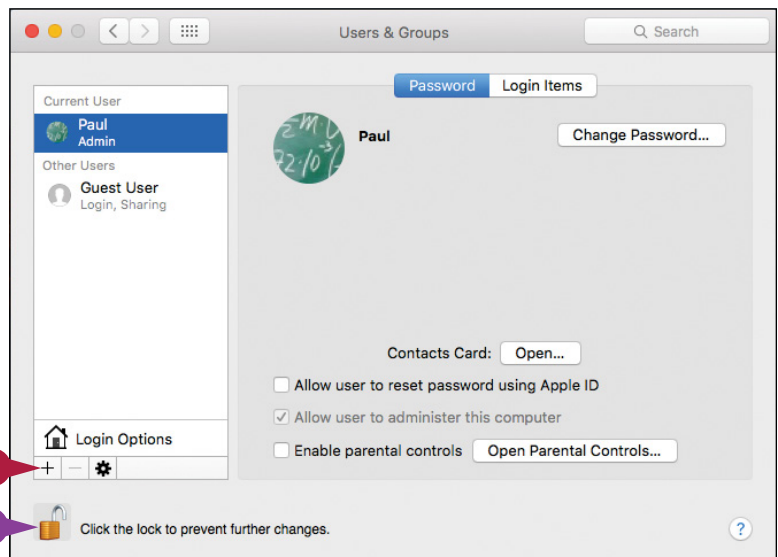 Users & Groups
Search
Password Login Items
Current User
Paul
Admin
Other Users
Guest User
Login, Sharing
Login Options
+ −
Paul
Change Password...
Contacts Card: Open...
Allow user to reset password using Apple ID
Allow user to administer this computer
Enable parental controls Open Parental Controls...
Click the lock to prevent further changes.
?